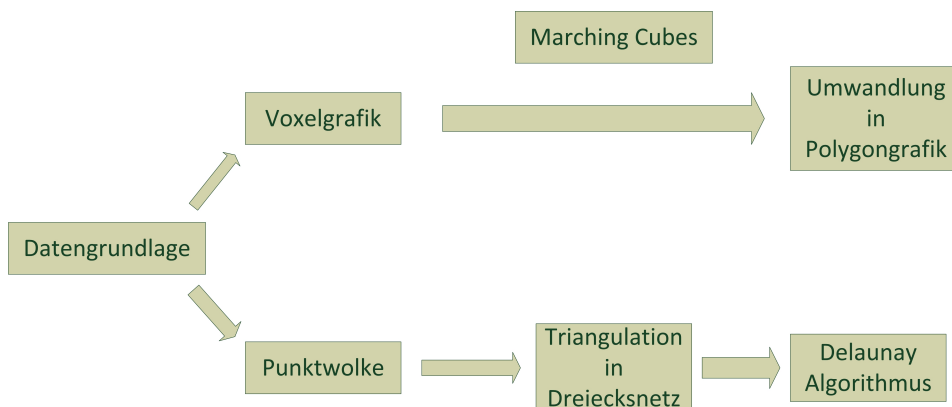 Marching Cubes
Voxelgrafik
Umwandlung
in
Polygongrafik
Datengrundlage
Punktwolke
Triangulation
in
Dreiecksnetz
Delaunay
Algorithmus